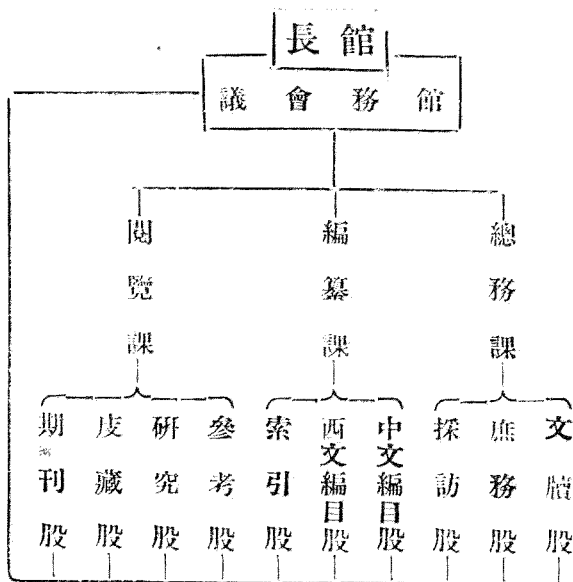 館長
館務會議
總務課
編纂課
閱覽課
文牘股
庶務股
採訪股
中文編目股
西文編目股
索引股
參考股
研究股
庋藏股
期刊股